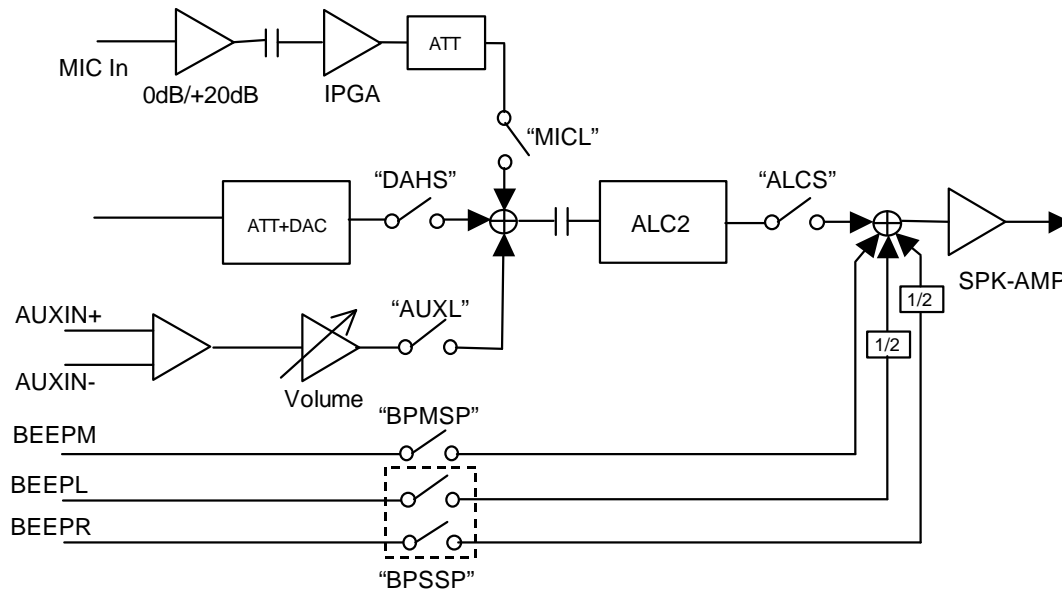 ATT
MIC In
0dB/+20dB
IPGA
“MICL”
“DAHS”
“ALCS”
ATT+DAC
ALC2
SPK-AMP
1/2
AUXIN+
“AUXL”
1/2
AUXIN-
Volume
“BPMSP”
BEEPM
BEEPL
BEEPR
“BPSSP”